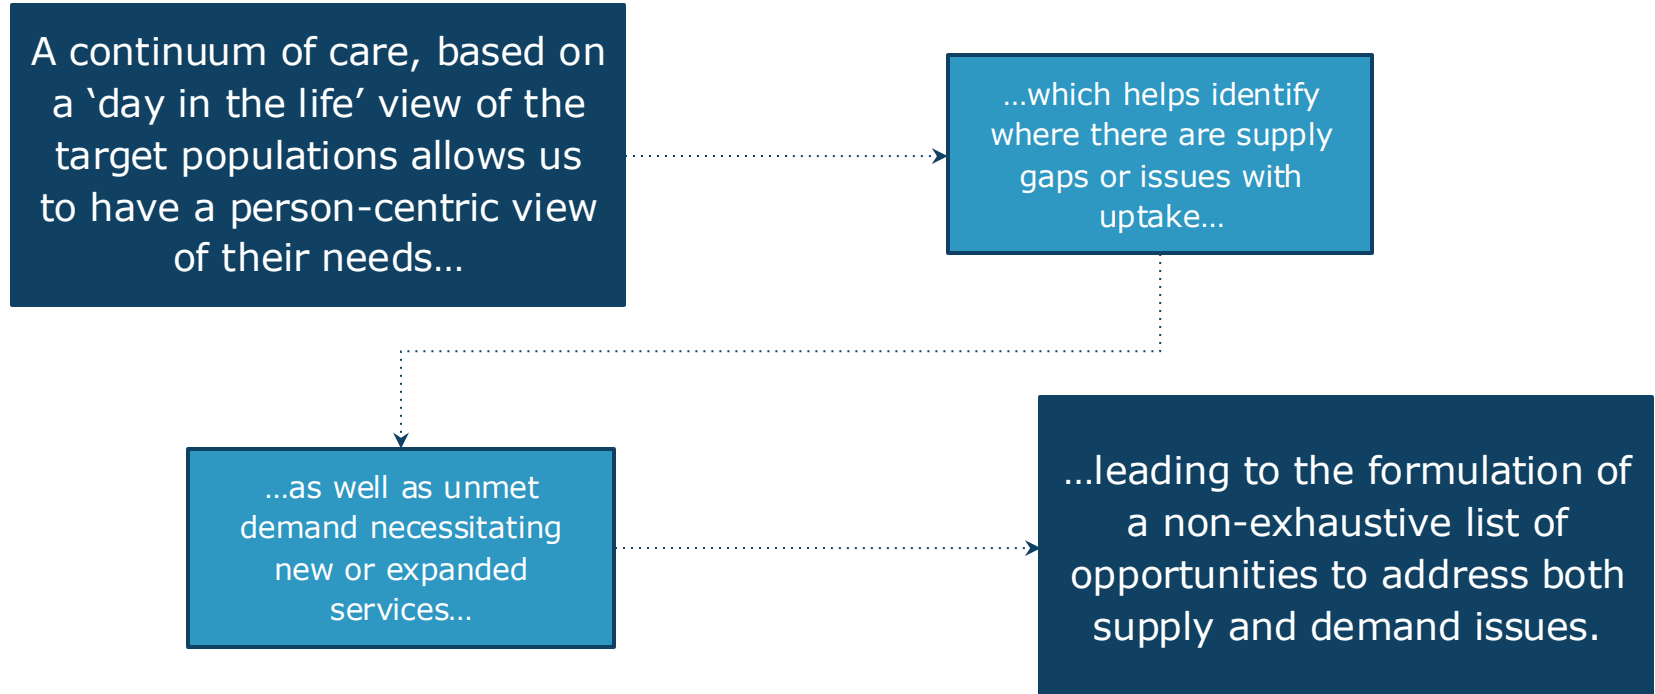 A continuum of care, based on
a ‘day in the life’ view of the
target populations allows us
to have a person-centric view
of their needs…
…which helps identify
where there are supply
gaps or issues with
uptake…
…as well as unmet
demand necessitating
new or expanded
services…
…leading to the formulation of
a non-exhaustive list of
opportunities to address both
supply and demand issues.